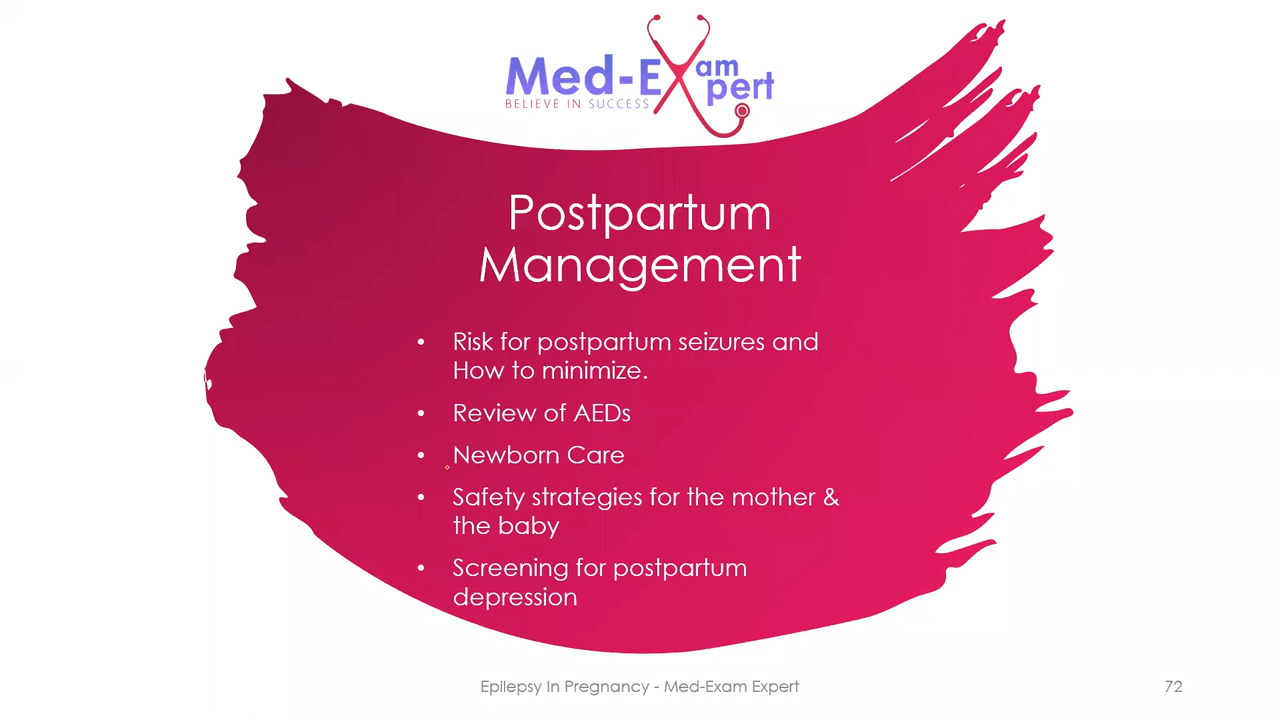 Med-Exam Expert
BELIEVE IN SUCCESS
Postpartum
Management
• Risk for postpartum seizures and
How to minimize.
• Review of AEDs
• Newborn Care
• Safety strategies for the mother &
the baby
• Screening for postpartum
depression
Epilepsy In Pregnancy - Med-Exam Expert
72